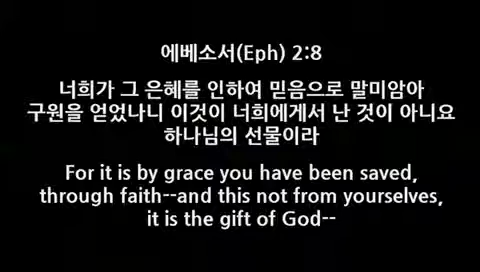 에베소서(Eph) 2:8
너희가 그 은혜를 인하여 믿음으로 말미암아
구원을 얻었나니 이것이 너희에게서 난 것이 아니요
하나님의 선물이라
For it is by grace you have been saved,
through faith--and this not from yourselves,
it is the gift of God--